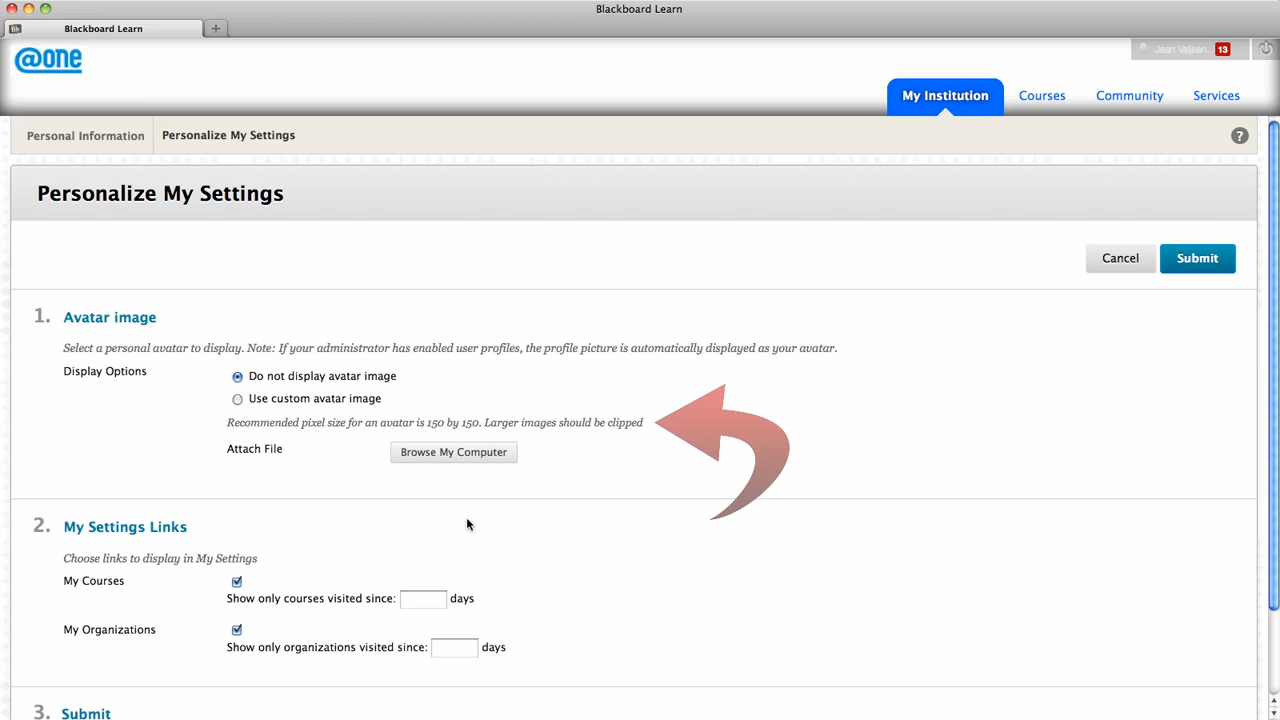 Blackboard Learn
Bb Blackboard Learn +
@one
Jean Valjean 13
My Institution Courses Community Services
Personal Information Personalize My Settings ?
Personalize My Settings
Cancel Submit
1. Avatar image
Select a personal avatar to display. Note: If your administrator has enabled user profiles, the profile picture is automatically displayed as your avatar.
Display Options
Do not display avatar image
Use custom avatar image
Recommended pixel size for an avatar is 150 by 150. Larger images should be clipped
Attach File Browse My Computer
2. My Settings Links
Choose links to display in My Settings
My Courses
Show only courses visited since: days
My Organizations
Show only organizations visited since: days
3. Submit